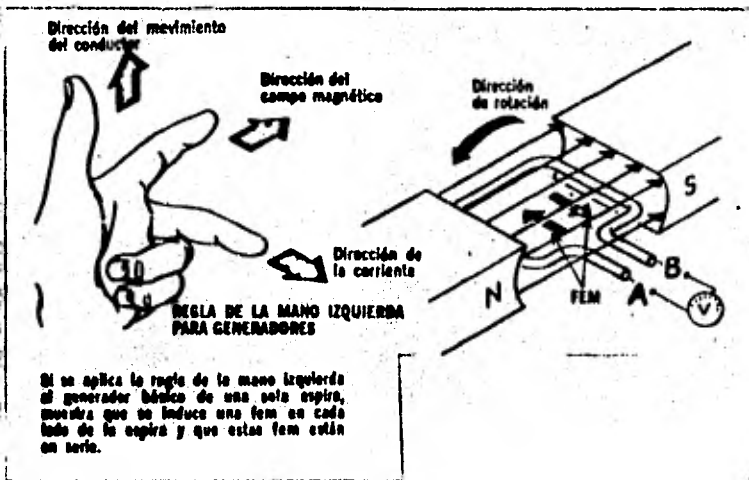 Dirección del mevimiento
del conductor
Dirección del
campo magnético
Dirección de
la corriente
REGLA DE LA MANO IZQUIERDA
PARA GENERADORES
Si se aplica la regla de la mano izquierda
al generador básico de una sola espira,
muestra que se induce una fem en cada
lado de la espira y que estas fem están
en serie.
Dirección
de rotación
S
N
FEM
A
B
V